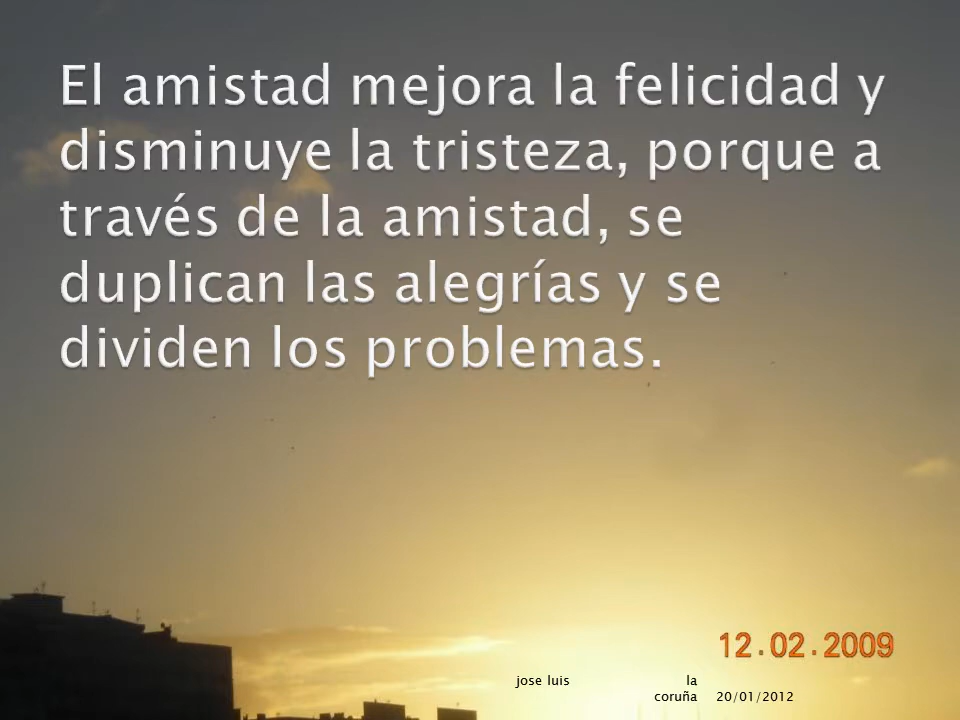 El amistad mejora la felicidad y
disminuye la tristeza, porque a
través de la amistad, se
duplican las alegrías y se
dividen los problemas.
12.02.2009
jose luis la
coruña 20/01/2012